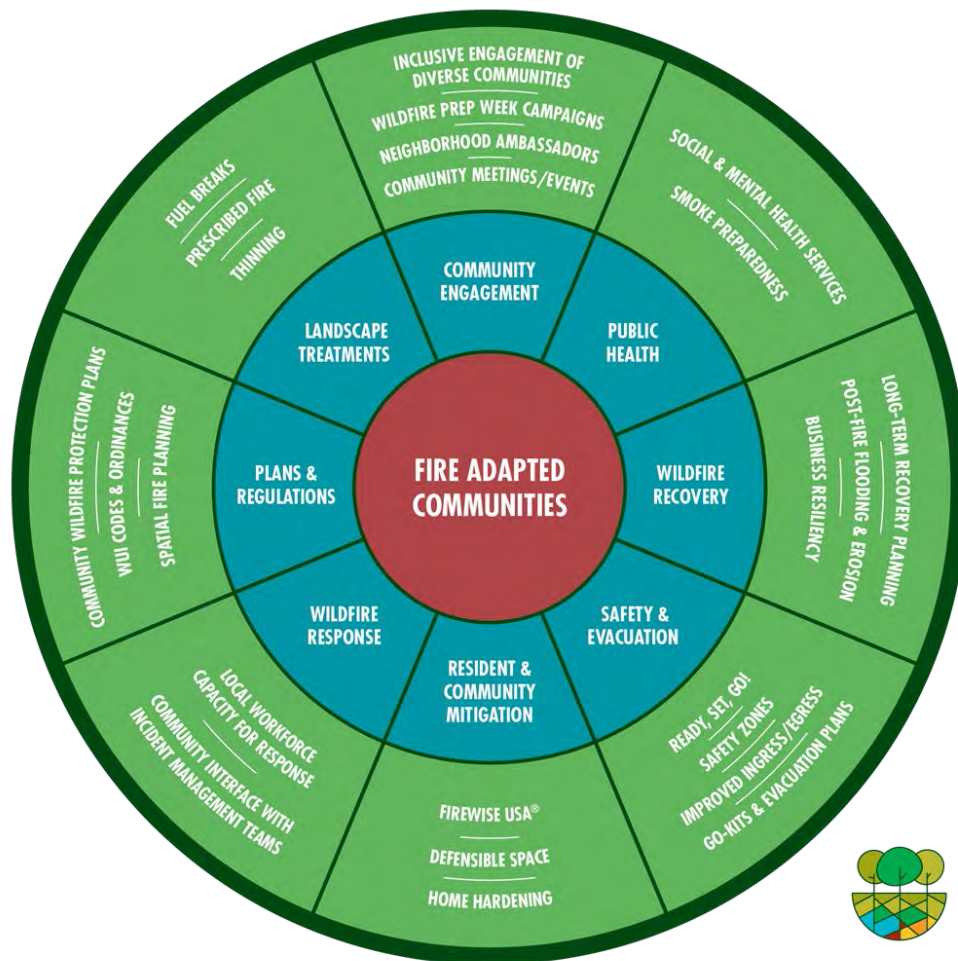 FIRE ADAPTED
COMMUNITIES
COMMUNITY
ENGAGEMENT
INCLUSIVE ENGAGEMENT OF
DIVERSE COMMUNITIES
WILDFIRE PREP WEEK CAMPAIGNS
NEIGHBORHOOD AMBASSADORS
COMMUNITY MEETINGS/EVENTS
PUBLIC
HEALTH
SOCIAL & MENTAL HEALTH SERVICES
SMOKE PREPAREDNESS
WILDFIRE
RECOVERY
LONG-TERM RECOVERY PLANNING
POST-FIRE FLOODING & EROSION
BUSINESS RESILIENCY
SAFETY &
EVACUATION
READY, SET, GO!
SAFETY ZONES
IMPROVED INGRESS/EGRESS
GO-KITS & EVACUATION PLANS
RESIDENT &
COMMUNITY
MITIGATION
FIREWISE USA®
DEFENSIBLE SPACE
HOME HARDENING
WILDFIRE
RESPONSE
LOCAL WORKFORCE
CAPACITY FOR RESPONSE
COMMUNITY INTERFACE WITH
INCIDENT MANAGEMENT TEAMS
PLANS &
REGULATIONS
COMMUNITY WILDFIRE PROTECTION PLANS
WUI CODES & ORDINANCES
SPATIAL FIRE PLANNING
LANDSCAPE
TREATMENTS
FUEL BREAKS
PRESCRIBED FIRE
THINNING